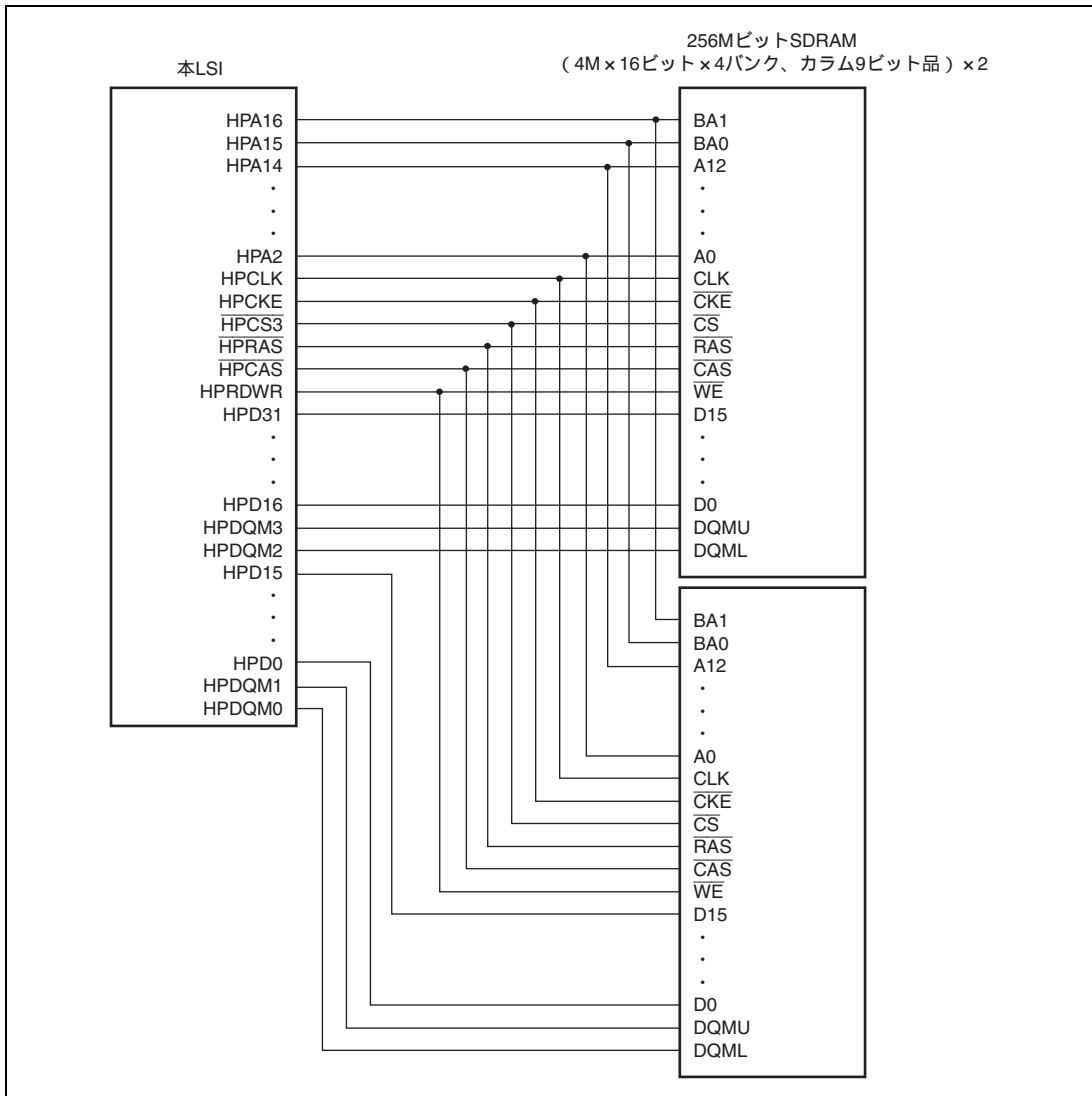 本LSI
256MビットSDRAM
（4M×16ビット×4バンク、カラム9ビット品）×2
HPA16
HPA15
HPA14
・
・
・
HPA2
HPCLK
HPCKE
HPCS3
HPRAS
HPCAS
HPRDWR
HPD31
・
・
・
HPD16
HPDQM3
HPDQM2
HPD15
・
・
・
HPD0
HPDQM1
HPDQM0
BA1
BA0
A12
・
・
・
A0
CLK
CKE
CS
RAS
CAS
WE
D15
・
・
・
D0
DQMU
DQML
BA1
BA0
A12
・
・
・
A0
CLK
CKE
CS
RAS
CAS
WE
D15
・
・
・
D0
DQMU
DQML